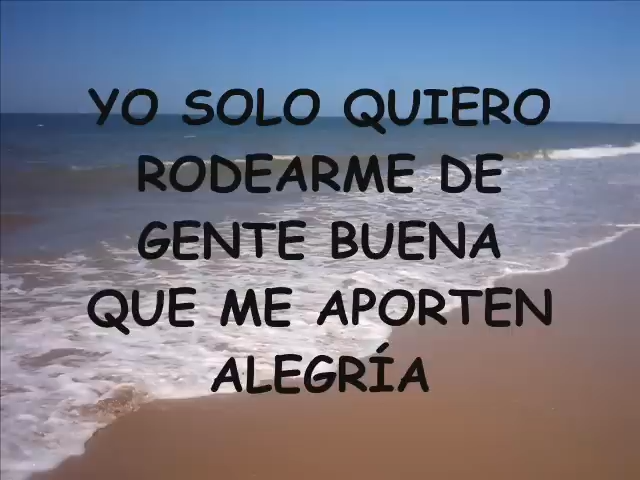 YO SOLO QUIERO
RODEARME DE
GENTE BUENA
QUE ME APORTEN
ALEGRÍA